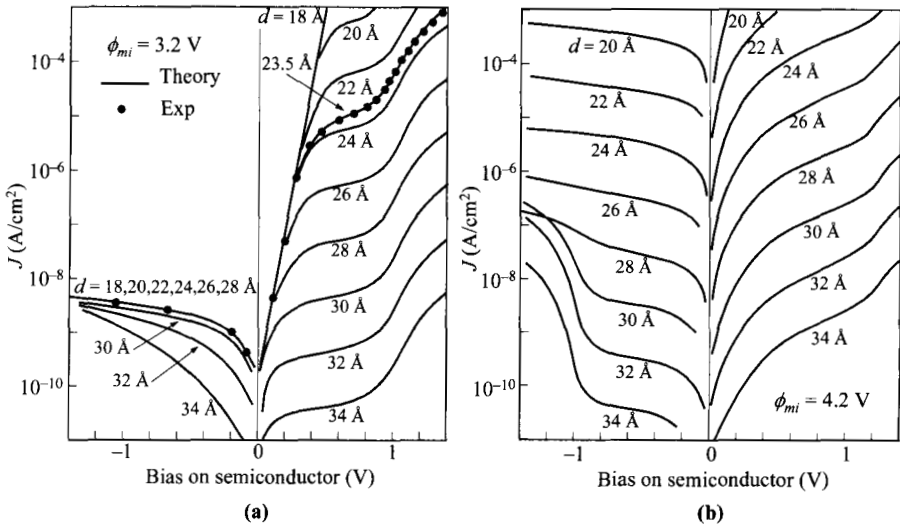 ϕmi = 3.2 V
Theory
Exp
d = 18 Å
20 Å
23.5 Å
22 Å
24 Å
26 Å
28 Å
30 Å
32 Å
34 Å
d = 18,20,22,24,26,28 Å
30 Å
32 Å
34 Å
10⁻⁴
10⁻⁶
10⁻⁸
10⁻¹⁰
J (A/cm²)
−1
0
1
Bias on semiconductor (V)
(a)
d = 20 Å
22 Å
24 Å
26 Å
28 Å
30 Å
32 Å
34 Å
20 Å
22 Å
24 Å
26 Å
28 Å
30 Å
32 Å
34 Å
ϕmi = 4.2 V
10⁻⁴
10⁻⁶
10⁻⁸
10⁻¹⁰
J (A/cm²)
−1
0
1
Bias on semiconductor (V)
(b)